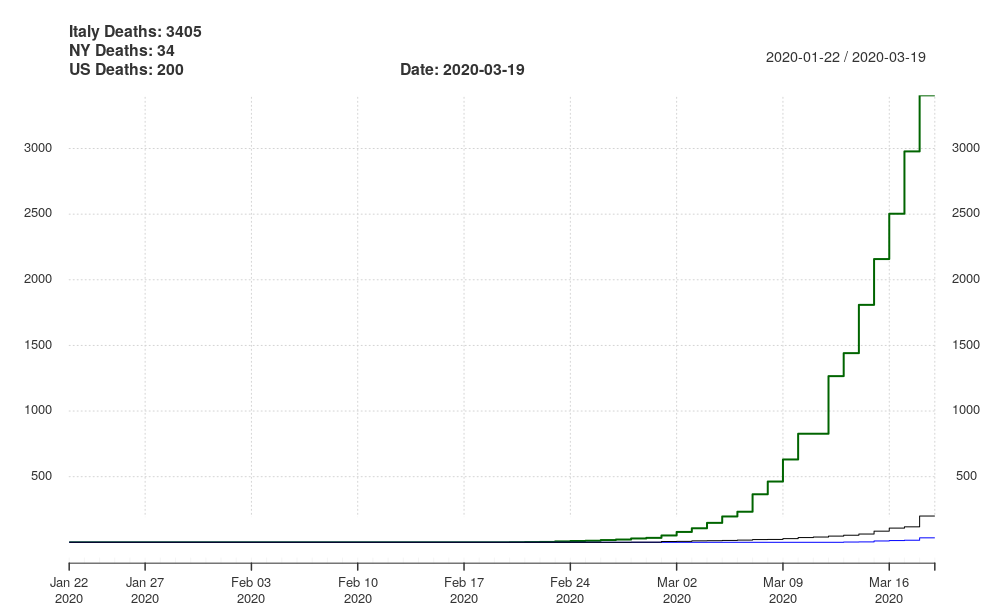 Italy Deaths: 3405
NY Deaths: 34
US Deaths: 200
Date: 2020-03-19
2020-01-22 / 2020-03-19
3000 3000
2500 2500
2000 2000
1500 1500
1000 1000
500 500
Jan 22 Jan 27 Feb 03 Feb 10 Feb 17 Feb 24 Mar 02 Mar 09 Mar 16
2020 2020 2020 2020 2020 2020 2020 2020 2020